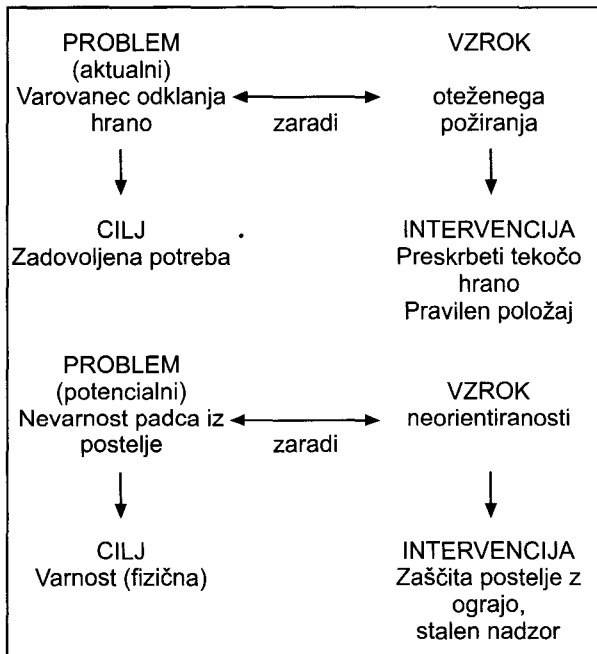 PROBLEM
(aktualni)
Varovanec odklanja
hrano
zaradi
VZROK
oteženega
požiranja
CILJ
Zadovoljena potreba
INTERVENCIJA
Preskrbeti tekočo
hrano
Pravilen položaj
PROBLEM
(potencialni)
Nevarnost padca iz
postelje
zaradi
VZROK
neorientiranosti
CILJ
Varnost (fizična)
INTERVENCIJA
Zaščita postelje z
ograjo,
stalen nadzor